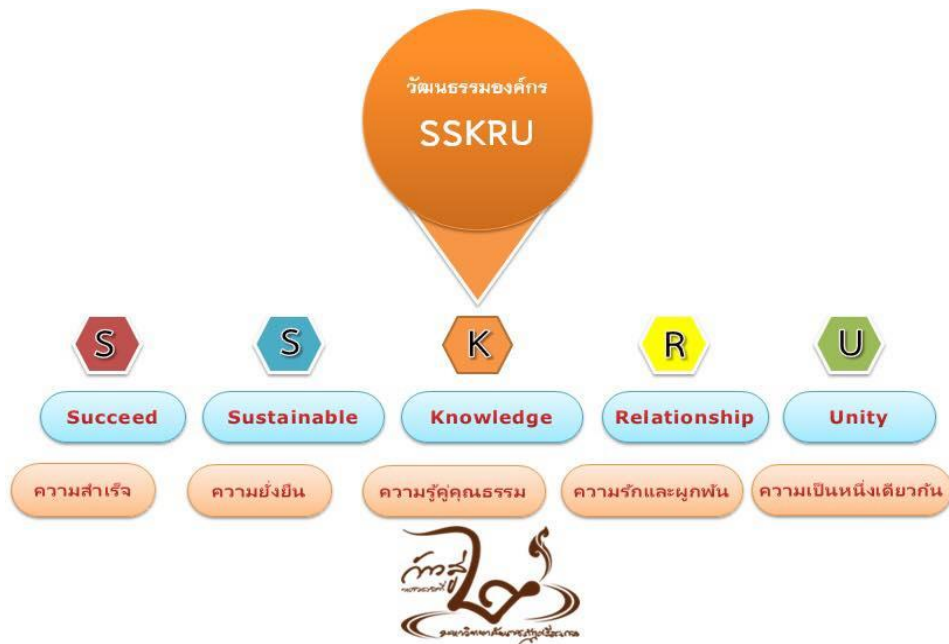 วัฒนธรรมองค์กร
SSKRU
S S K R U
Succeed Sustainable Knowledge Relationship Unity
ความสำเร็จ ความยั่งยืน ความรู้คู่คุณธรรม ความรักและผูกพัน ความเป็นหนึ่งเดียวกัน
ก้าวสู่